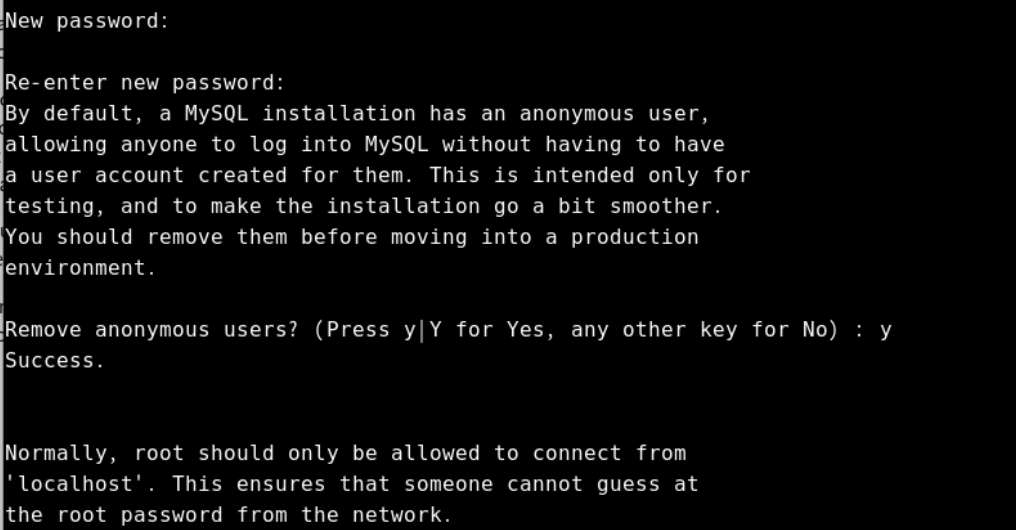 New password:
Re-enter new password:
By default, a MySQL installation has an anonymous user,
allowing anyone to log into MySQL without having to have
a user account created for them. This is intended only for
testing, and to make the installation go a bit smoother.
You should remove them before moving into a production
environment.
Remove anonymous users? (Press y|Y for Yes, any other key for No) : y
Success.
Normally, root should only be allowed to connect from
'localhost'. This ensures that someone cannot guess at
the root password from the network.